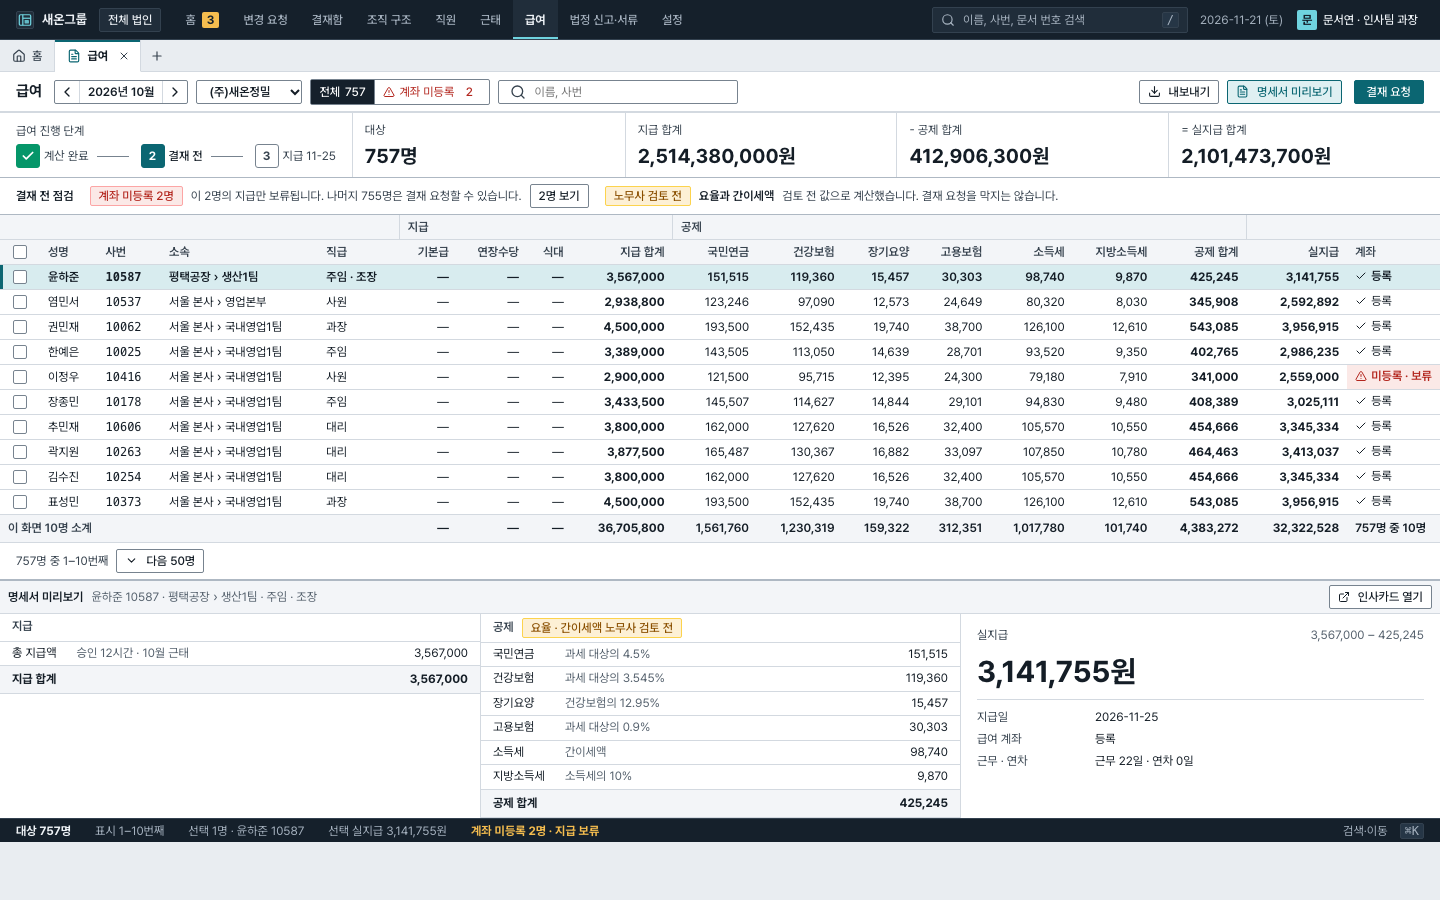 새온그룹 전체 법인 홈 3 변경 요청 결재함 조직 구조 직원 근태 급여 법정 신고·서류 설정 이름, 사번, 문서 번호 검색 / 2026-11-21 (토) 문 문서연 · 인사팀 과장
홈 급여
급여 2026년 10월 (주)새온정밀 전체 757 계좌 미등록 2 이름, 사번 내보내기 명세서 미리보기 결재 요청
급여 진행 단계 대상 지급 합계 - 공제 합계 = 실지급 합계
계산 완료 2 결재 전 3 지급 11-25 757명 2,514,380,000원 412,906,300원 2,101,473,700원
결재 전 점검 계좌 미등록 2명 이 2명의 지급만 보류됩니다. 나머지 755명은 결재 요청할 수 있습니다. 2명 보기 노무사 검토 전 요율과 간이세액 검토 전 값으로 계산했습니다. 결재 요청을 막지는 않습니다.
지급 공제
성명 사번 소속 직급 기본급 연장수당 식대 지급 합계 국민연금 건강보험 장기요양 고용보험 소득세 지방소득세 공제 합계 실지급 계좌
윤하준 10587 평택공장 › 생산1팀 주임 · 조장 — — — 3,567,000 151,515 119,360 15,457 30,303 98,740 9,870 425,245 3,141,755 등록
염민서 10537 서울 본사 › 영업본부 사원 — — — 2,938,800 123,246 97,090 12,573 24,649 80,320 8,030 345,908 2,592,892 등록
권민재 10062 서울 본사 › 국내영업1팀 과장 — — — 4,500,000 193,500 152,435 19,740 38,700 126,100 12,610 543,085 3,956,915 등록
한예은 10025 서울 본사 › 국내영업1팀 주임 — — — 3,389,000 143,505 113,050 14,639 28,701 93,520 9,350 402,765 2,986,235 등록
이정우 10416 서울 본사 › 국내영업1팀 사원 — — — 2,900,000 121,500 95,715 12,395 24,300 79,180 7,910 341,000 2,559,000 미등록 · 보류
장종민 10178 서울 본사 › 국내영업1팀 주임 — — — 3,433,500 145,507 114,627 14,844 29,101 94,830 9,480 408,389 3,025,111 등록
추민재 10606 서울 본사 › 국내영업1팀 대리 — — — 3,800,000 162,000 127,620 16,526 32,400 105,570 10,550 454,666 3,345,334 등록
곽지원 10263 서울 본사 › 국내영업1팀 대리 — — — 3,877,500 165,487 130,367 16,882 33,097 107,850 10,780 464,463 3,413,037 등록
김수진 10254 서울 본사 › 국내영업1팀 대리 — — — 3,800,000 162,000 127,620 16,526 32,400 105,570 10,550 454,666 3,345,334 등록
표성민 10373 서울 본사 › 국내영업1팀 과장 — — — 4,500,000 193,500 152,435 19,740 38,700 126,100 12,610 543,085 3,956,915 등록
이 화면 10명 소계 — — — 36,705,800 1,561,760 1,230,319 159,322 312,351 1,017,780 101,740 4,383,272 32,322,528 757명 중 10명
757명 중 1–10번째 다음 50명
명세서 미리보기 윤하준 10587 · 평택공장 › 생산1팀 · 주임 · 조장 인사카드 열기
지급
총 지급액 승인 12시간 · 10월 근태 3,567,000
지급 합계 3,567,000
공제 요율 · 간이세액 노무사 검토 전
국민연금 과세 대상의 4.5% 151,515
건강보험 과세 대상의 3.545% 119,360
장기요양 건강보험의 12.95% 15,457
고용보험 과세 대상의 0.9% 30,303
소득세 간이세액 98,740
지방소득세 소득세의 10% 9,870
공제 합계 425,245
실지급 3,567,000 − 425,245
3,141,755원
지급일 2026-11-25
급여 계좌 등록
근무 · 연차 근무 22일 · 연차 0일
대상 757명 표시 1–10번째 선택 1명 · 윤하준 10587 선택 실지급 3,141,755원 계좌 미등록 2명 · 지급 보류 검색·이동 ⌘K